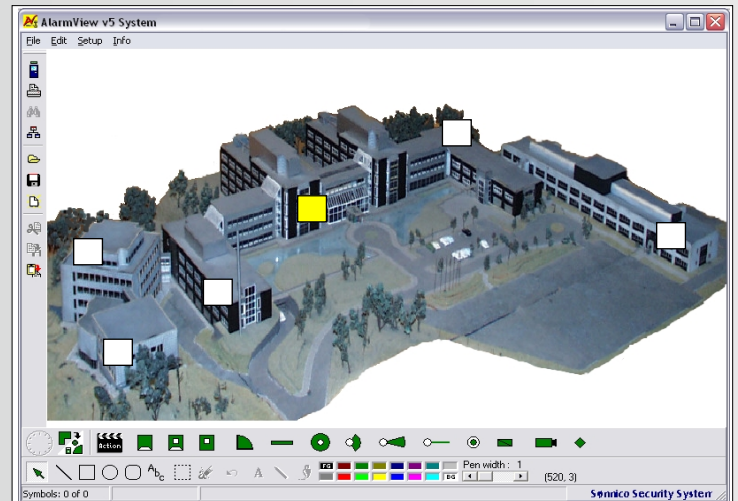 AlarmView v5 System
File Edit Setup Info
Action
Abc
A
FG
BG
Pen width : 1
(520, 3)
Symbols: 0 of 0
Sonnico Security System